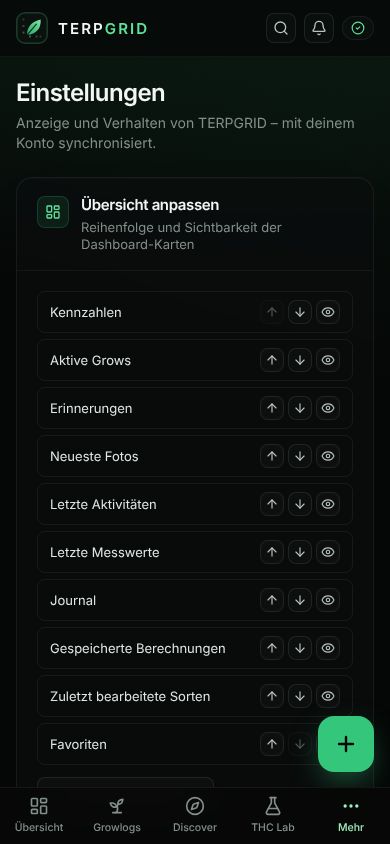 TERPGRID
Einstellungen
Anzeige und Verhalten von TERPGRID – mit deinem
Konto synchronisiert.
Übersicht anpassen
Reihenfolge und Sichtbarkeit der
Dashboard-Karten
Kennzahlen
Aktive Grows
Erinnerungen
Neueste Fotos
Letzte Aktivitäten
Letzte Messwerte
Journal
Gespeicherte Berechnungen
Zuletzt bearbeitete Sorten
Favoriten
Übersicht
Growlogs
Discover
THC Lab
Mehr